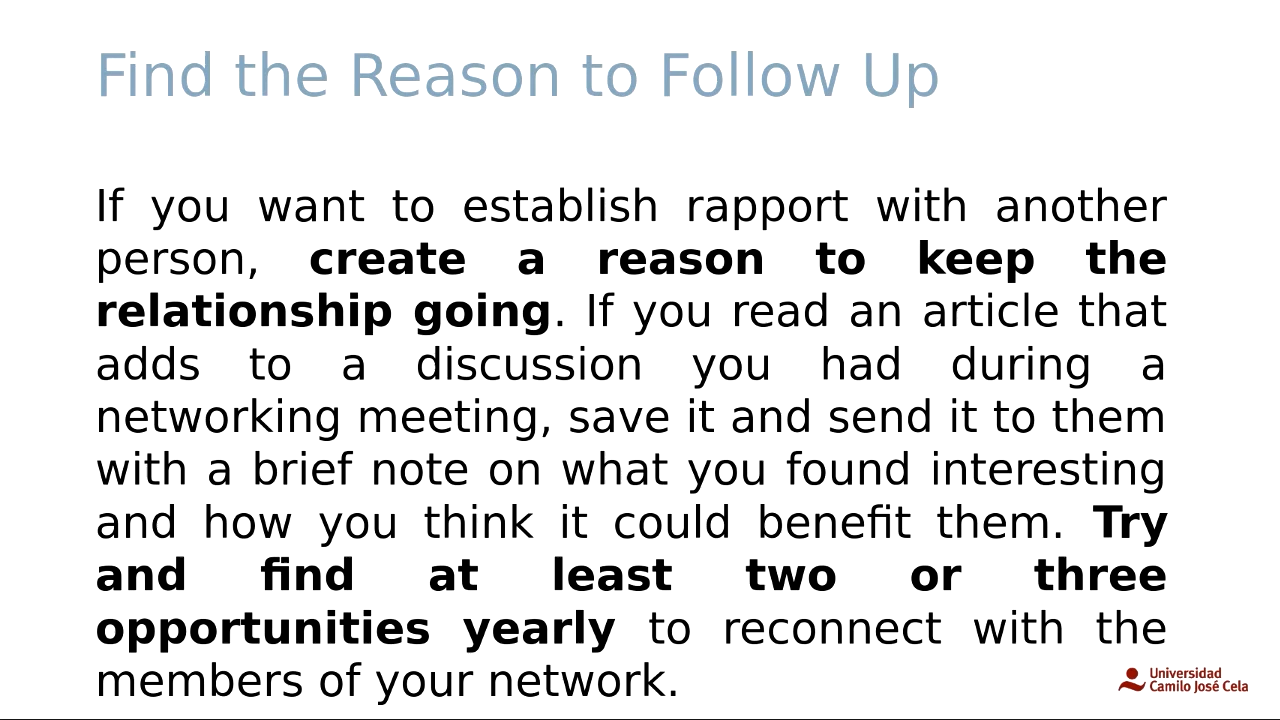 Find the Reason to Follow Up
If you want to establish rapport with another
person, create a reason to keep the
relationship going. If you read an article that
adds to a discussion you had during a
networking meeting, save it and send it to them
with a brief note on what you found interesting
and how you think it could benefit them. Try
and find at least two or three
opportunities yearly to reconnect with the
members of your network.
Universidad
Camilo José Cela